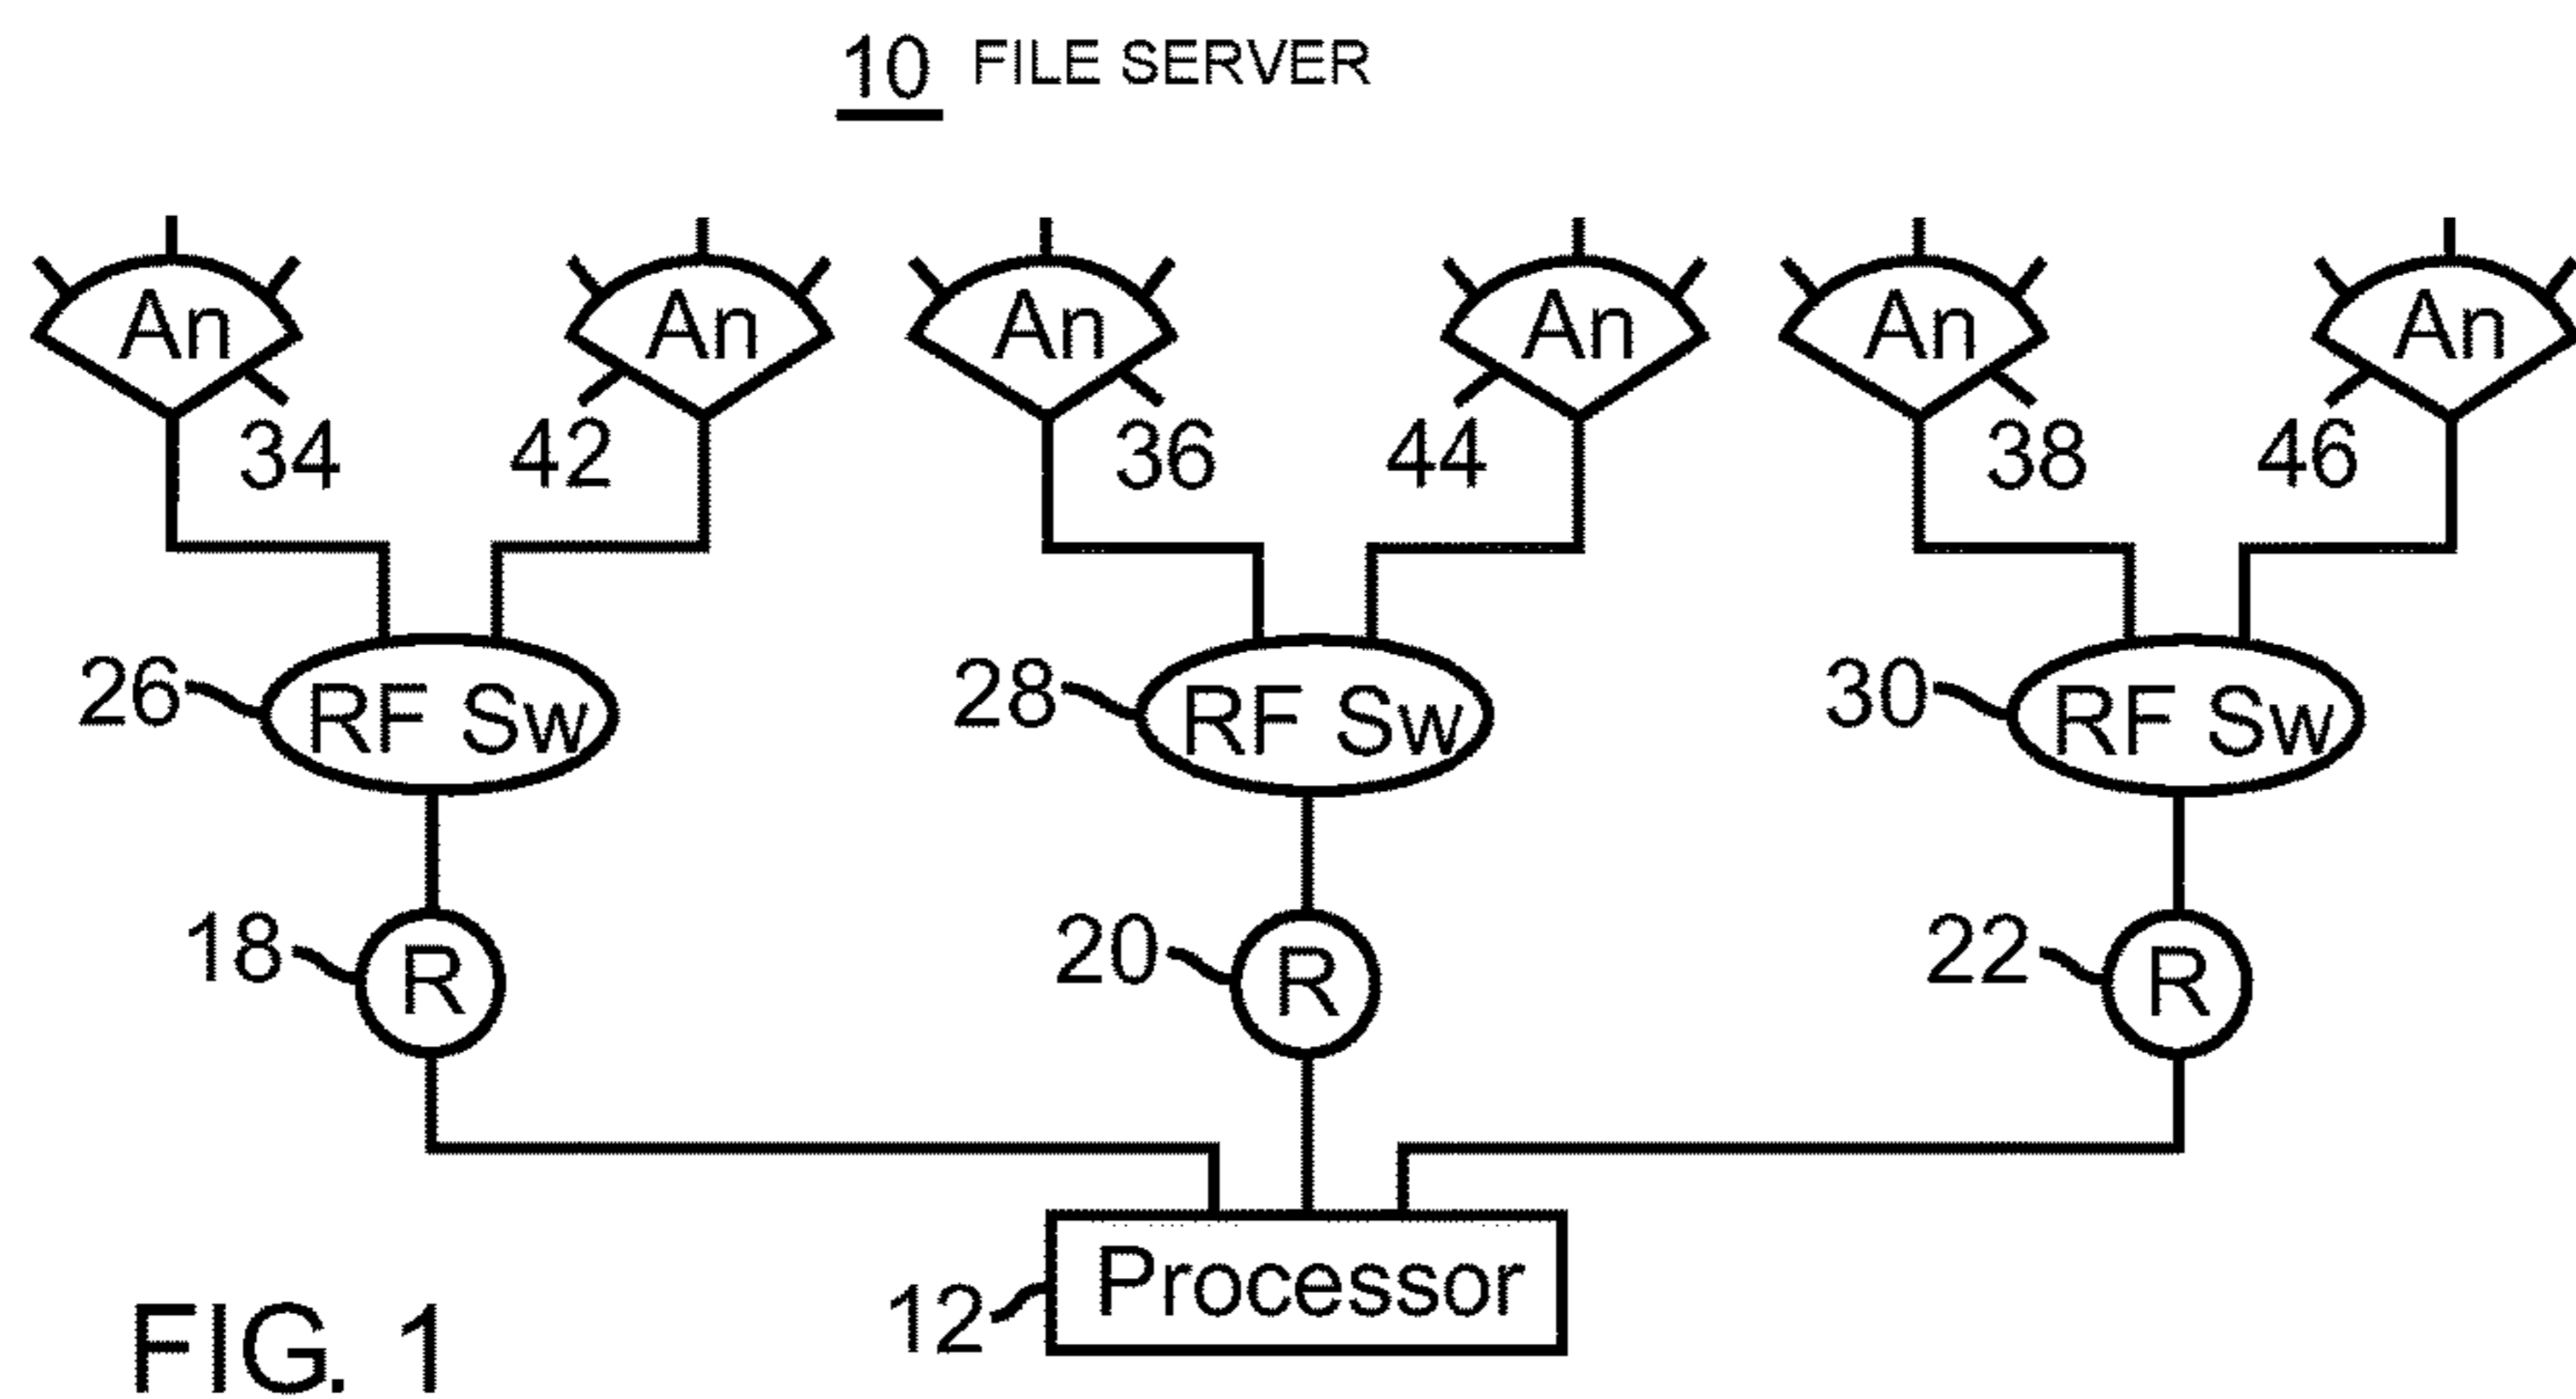 10 FILE SERVER
An An An An An An
34 42 36 44 38 46
26 RF Sw 28 RF Sw 30 RF Sw
18 R 20 R 22 R
12 Processor
FIG. 1